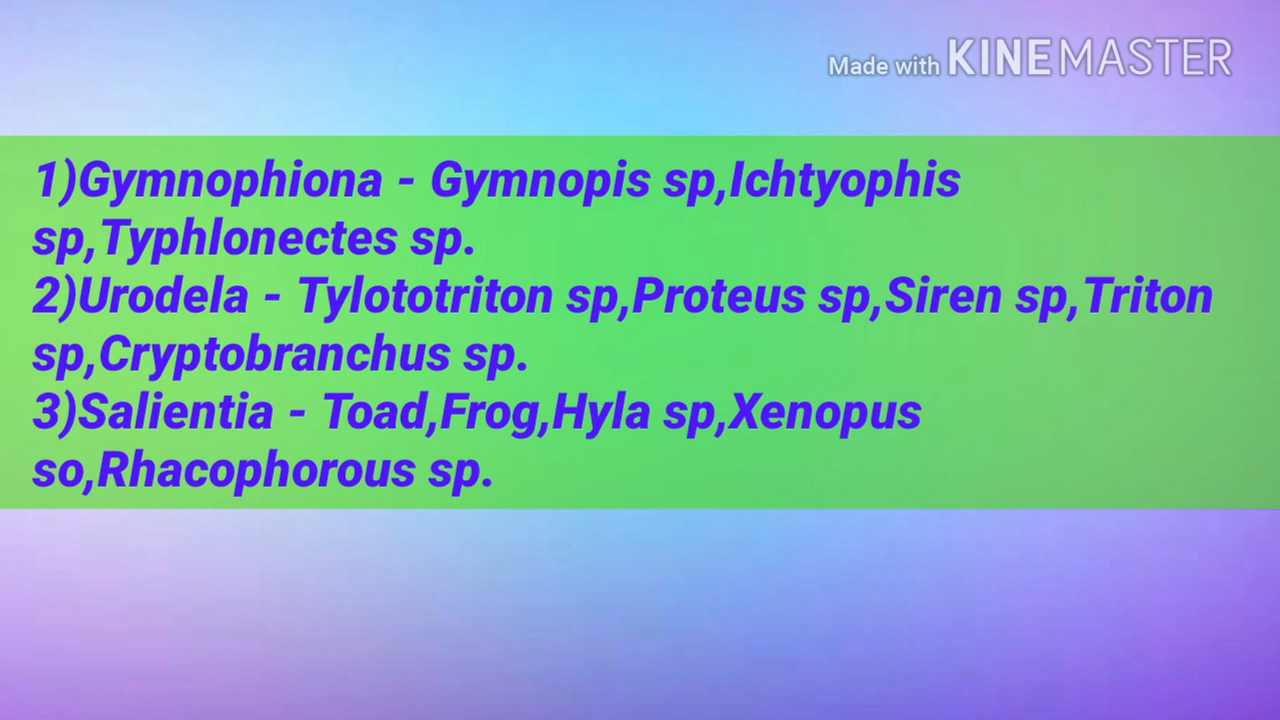 Made with KINEMASTER
1)Gymnophiona - Gymnopis sp,Ichtyophis
sp,Typhlonectes sp.
2)Urodela - Tylototriton sp,Proteus sp,Siren sp,Triton
sp,Cryptobranchus sp.
3)Salientia - Toad,Frog,Hyla sp,Xenopus
so,Rhacophorous sp.